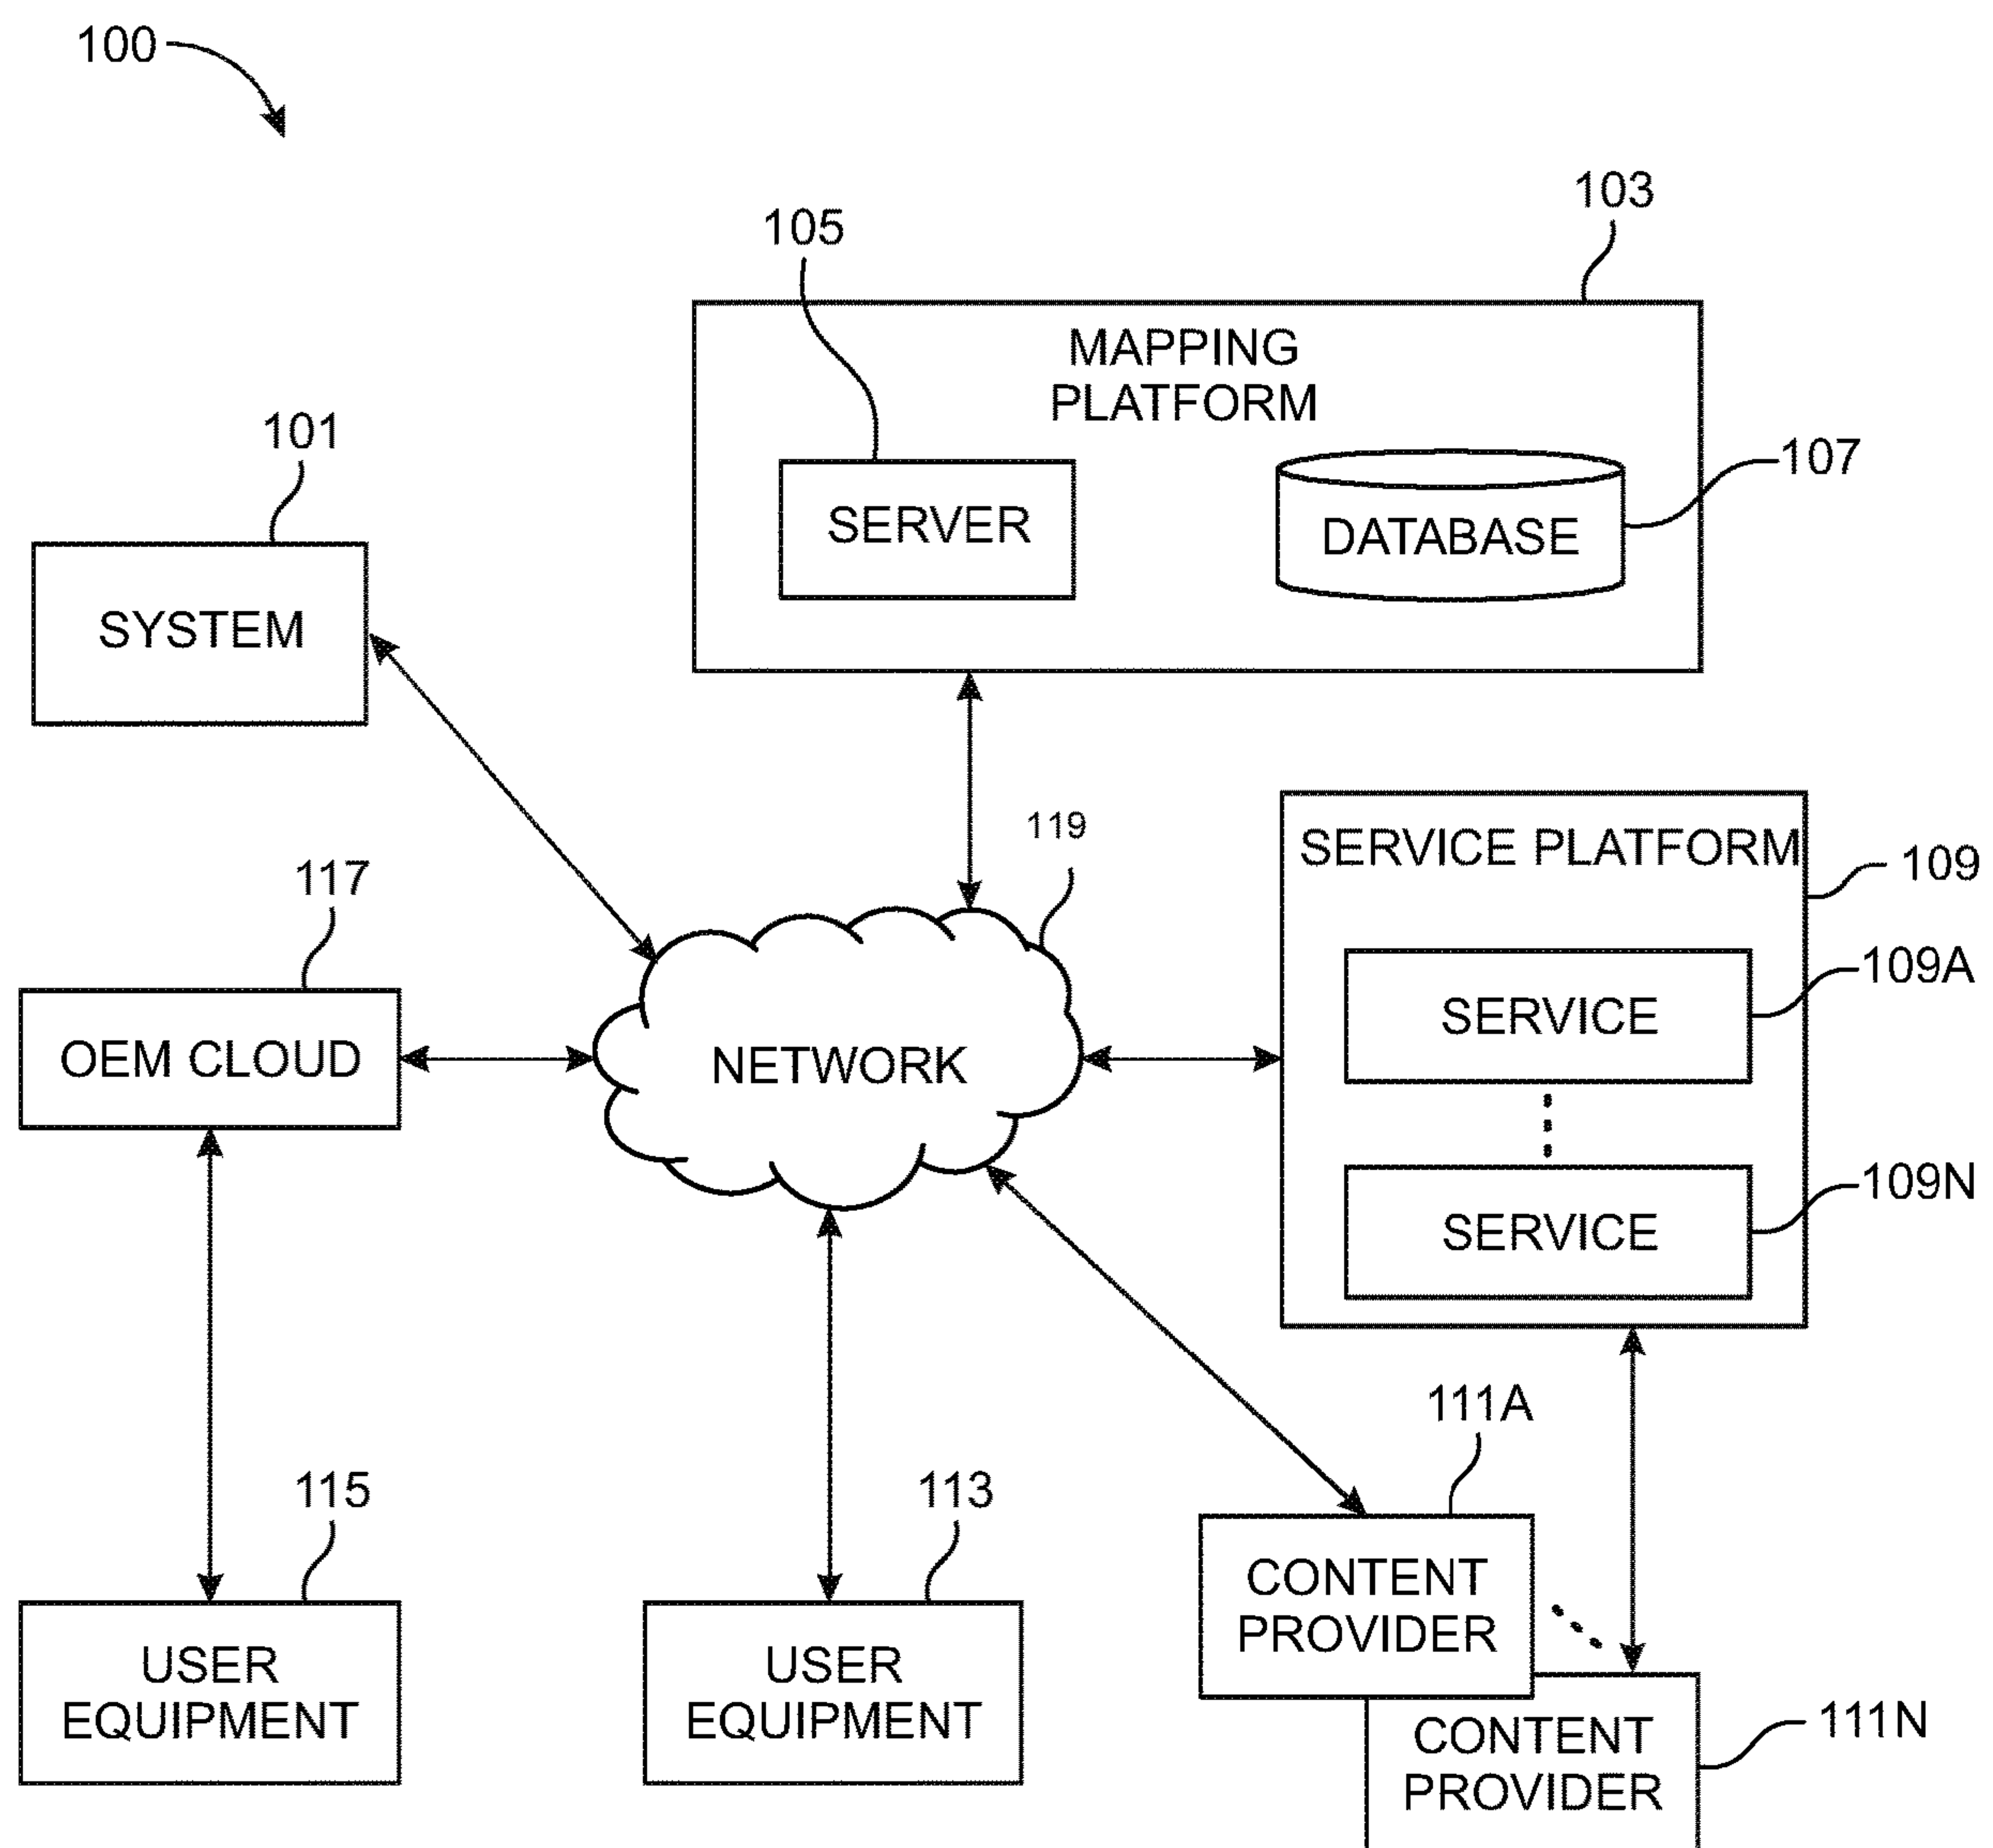 100
103
105
MAPPING
PLATFORM
101
107
SERVER
DATABASE
SYSTEM
119
SERVICE PLATFORM
109
117
109A
SERVICE
OEM CLOUD
NETWORK
109N
SERVICE
111A
115
113
CONTENT
PROVIDER
USER
EQUIPMENT
USER
EQUIPMENT
111N
CONTENT
PROVIDER